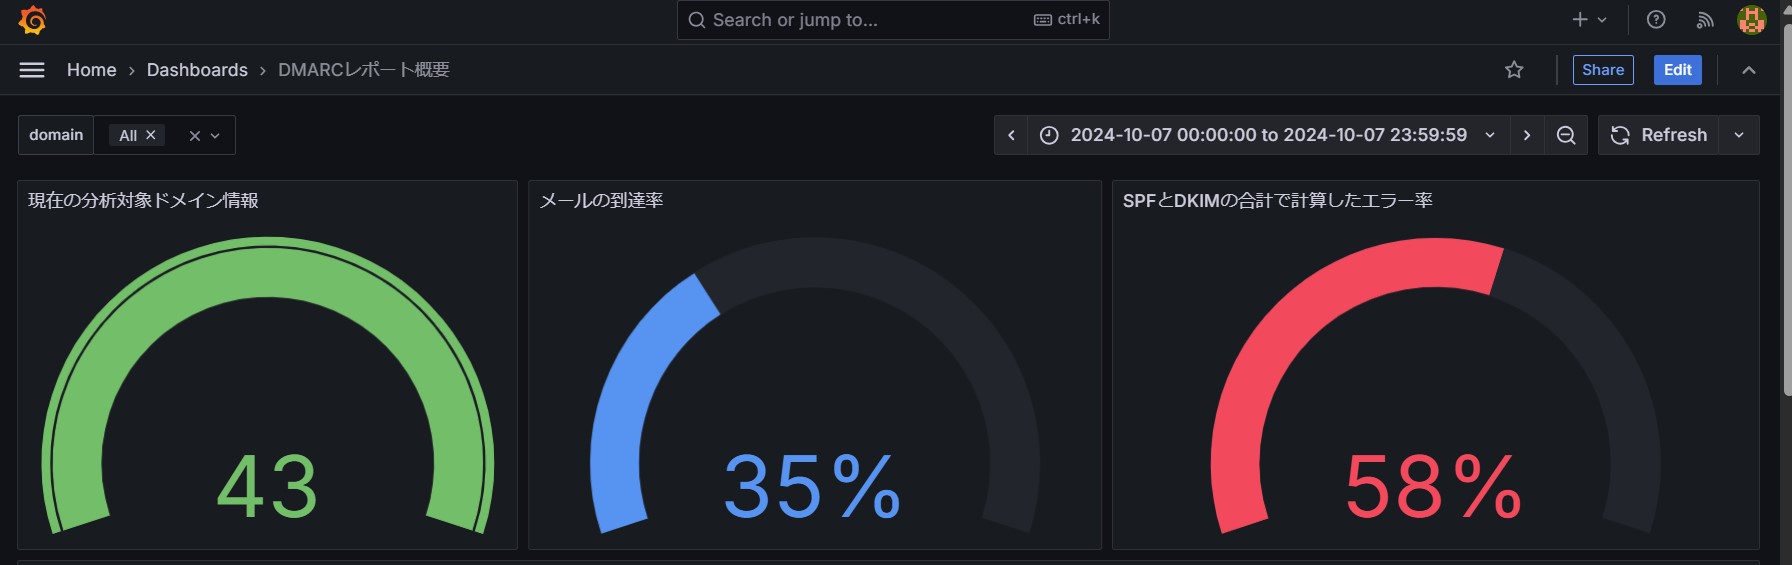 Search or jump to... ctrl+k
Home › Dashboards › DMARCレポート概要
Share Edit
domain All
2024-10-07 00:00:00 to 2024-10-07 23:59:59
Refresh
現在の分析対象ドメイン情報
43
メールの到達率
35%
SPFとDKIMの合計で計算したエラー率
58%